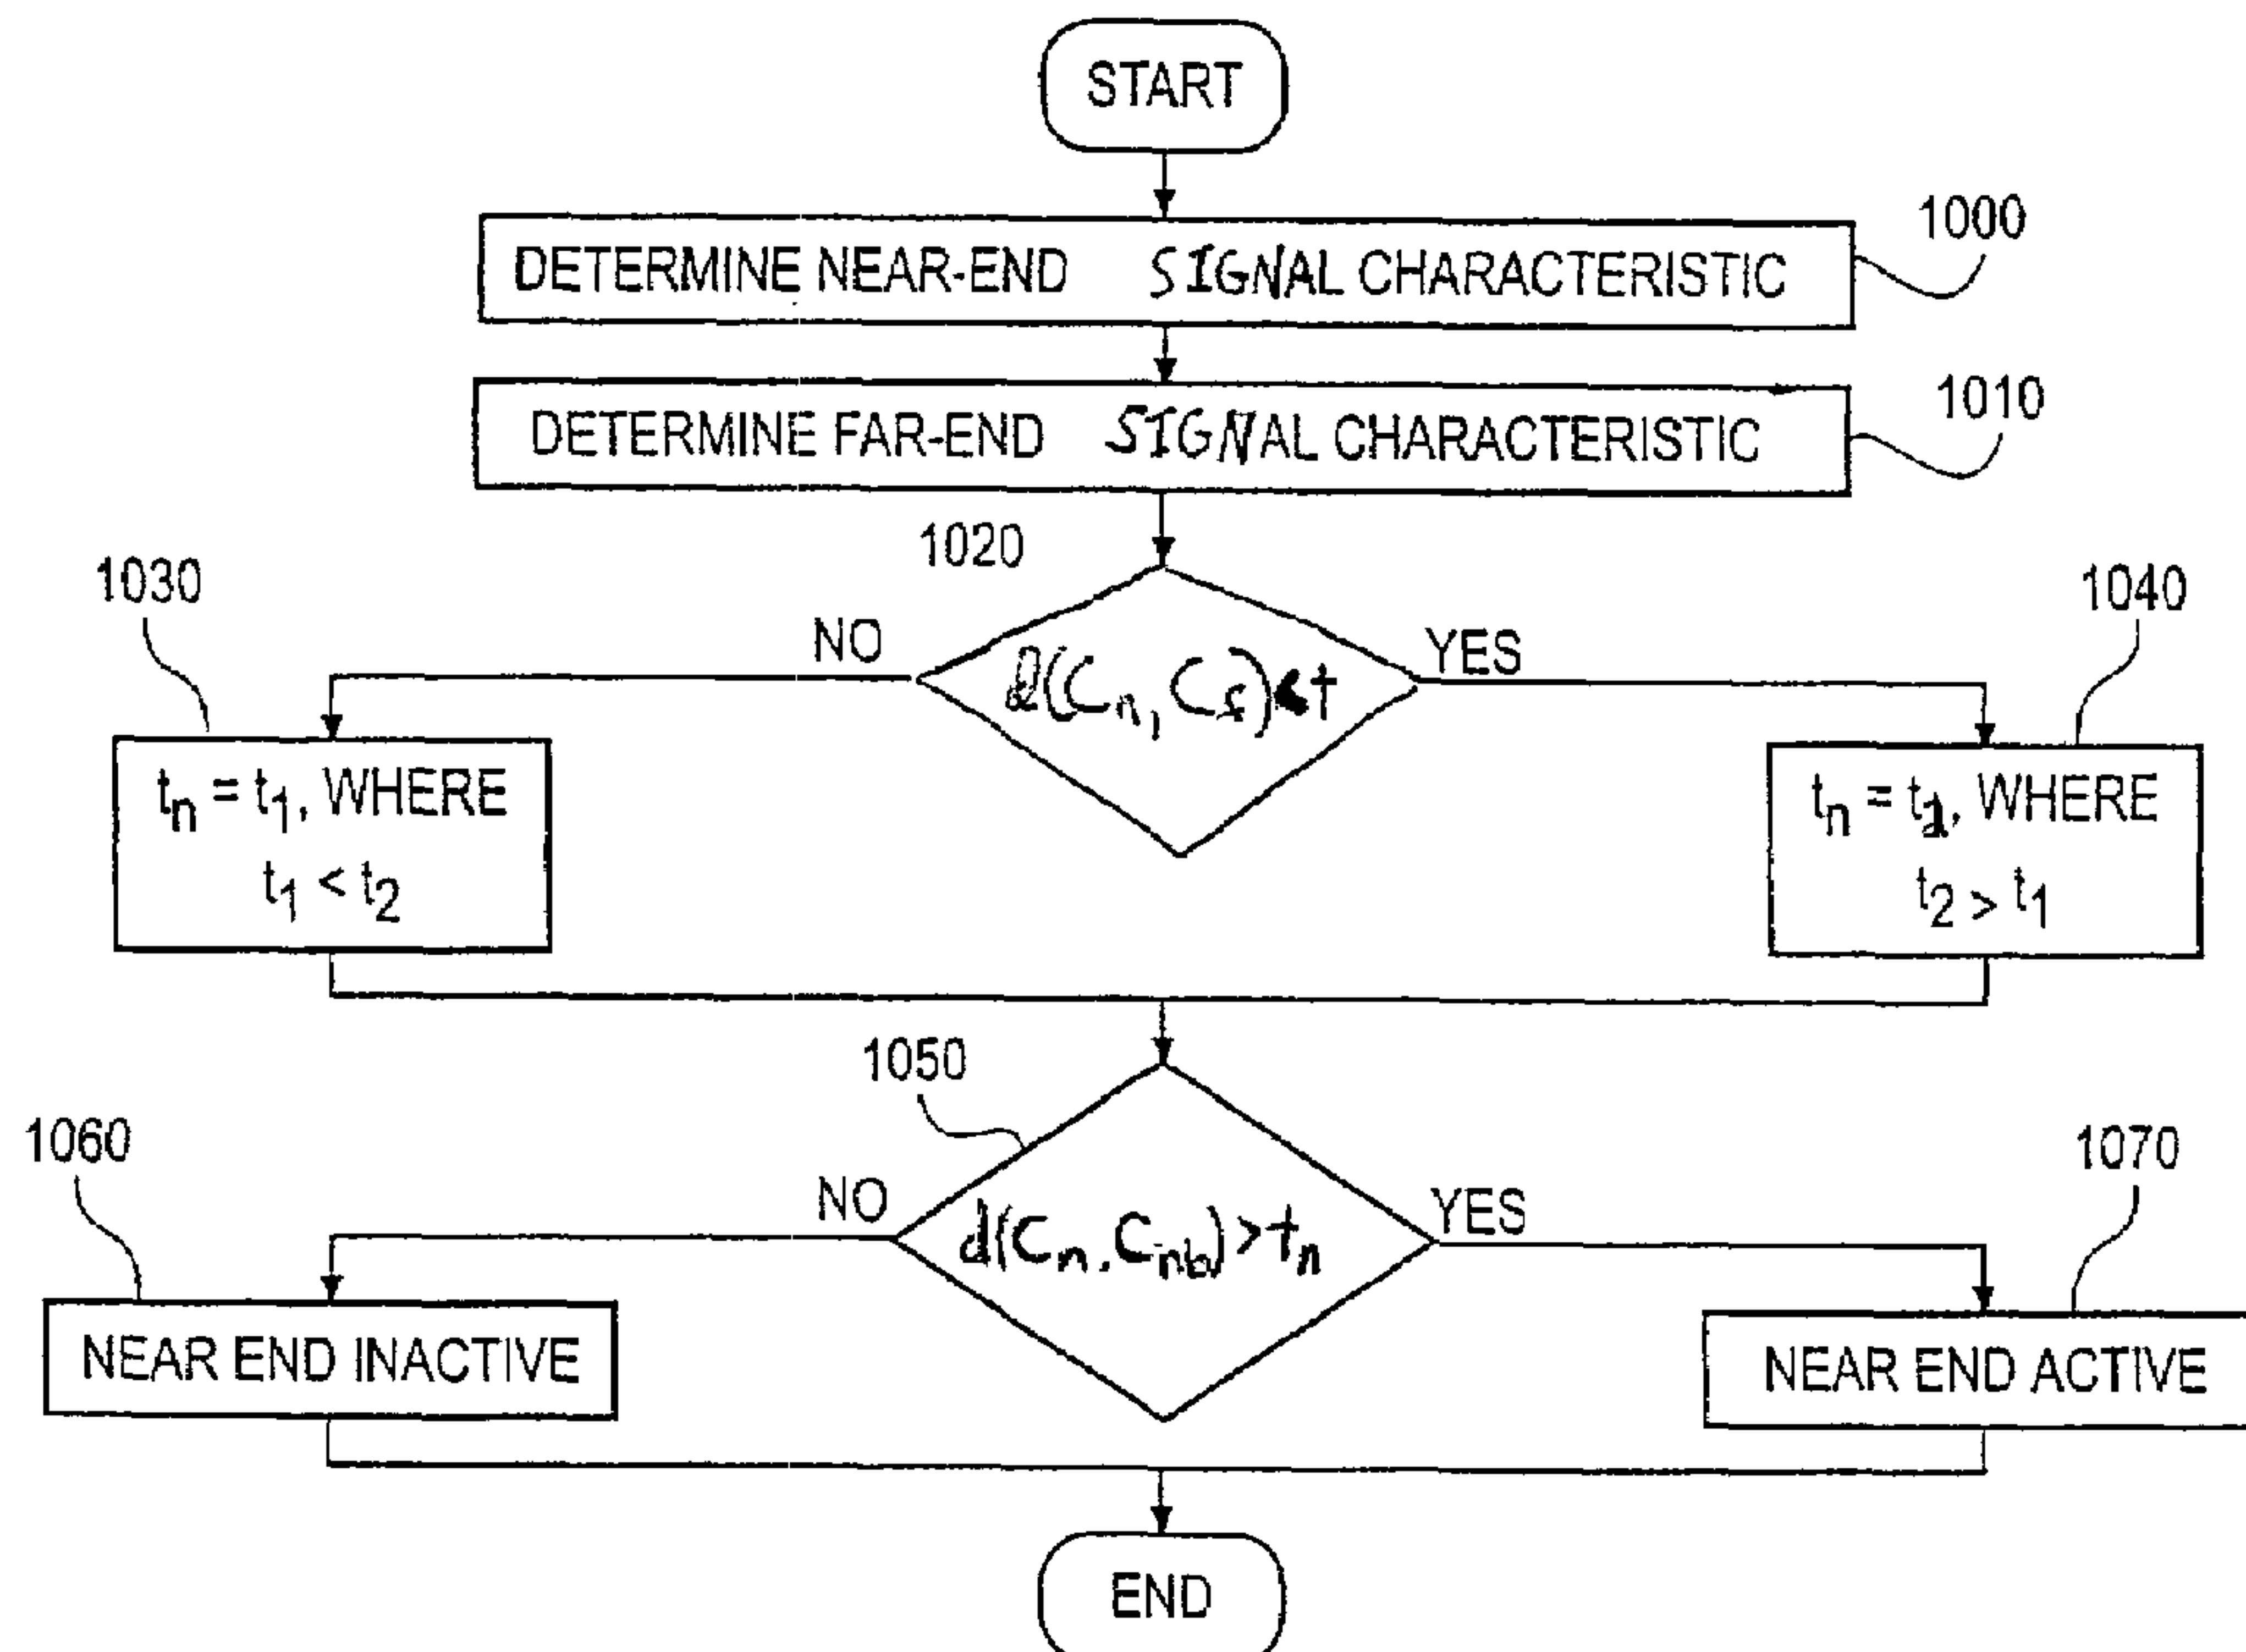 START
1000
DETERMINE NEAR-END SIGNAL CHARACTERISTIC
1010
DETERMINE FAR-END SIGNAL CHARACTERISTIC
1020
1030
1040
NO
YES
d(Cn, Cf)<t
tn = t1, WHERE
t1 < t2
tn = t2, WHERE
t2 > t1
1050
1060
1070
NO
YES
d(Cn, Cnb)>tn
NEAR END INACTIVE
NEAR END ACTIVE
END